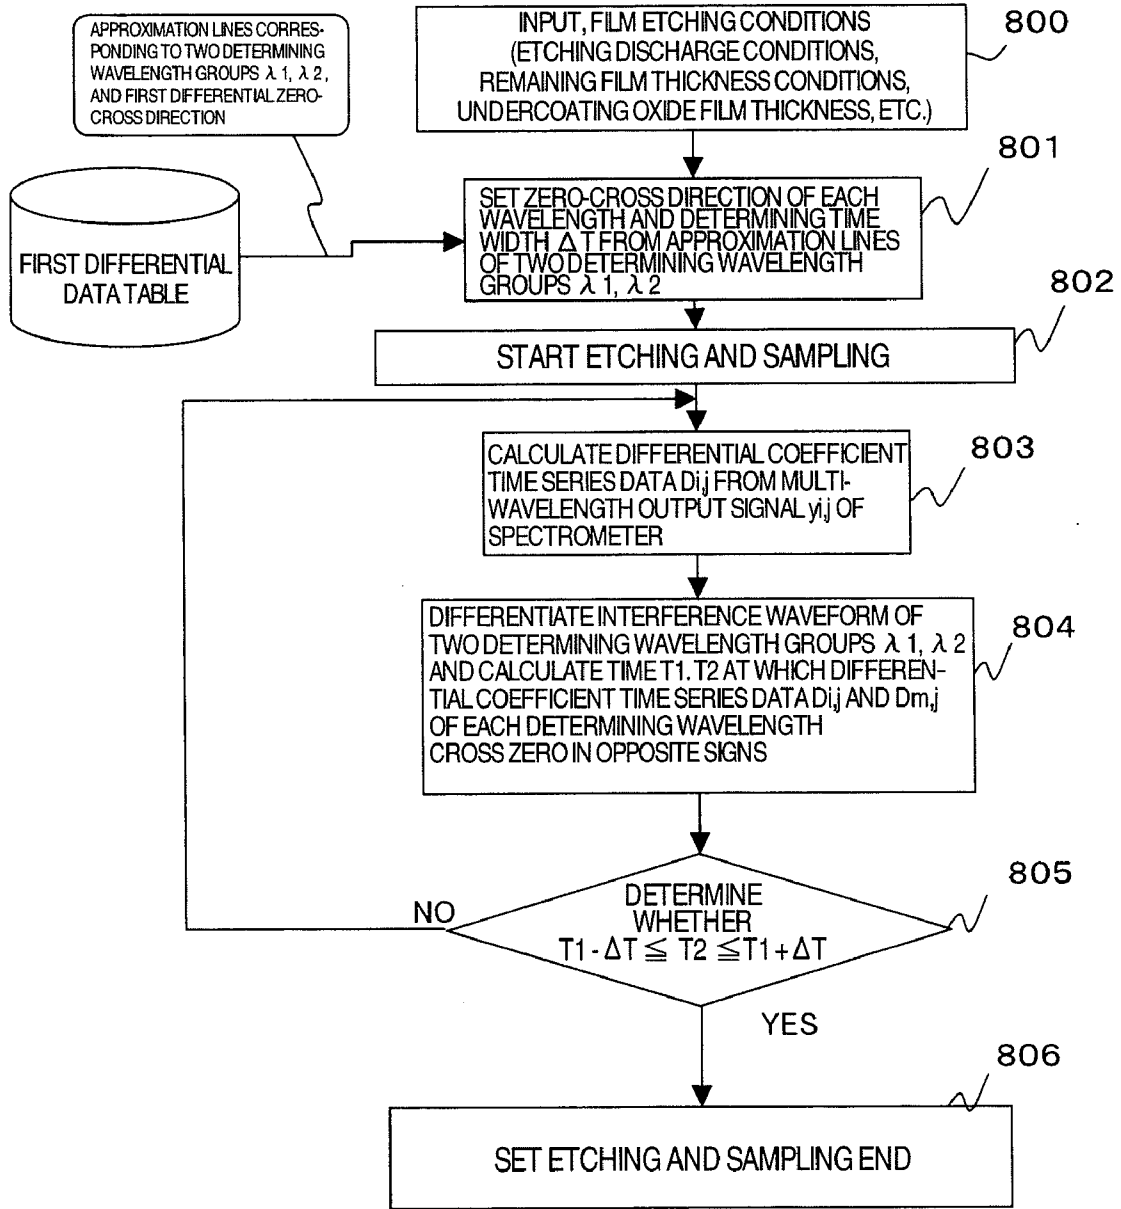 APPROXIMATION LINES CORRES-
PONDING TO TWO DETERMINING
WAVELENGTH GROUPS λ 1, λ 2,
AND FIRST DIFFERENTIAL ZERO-
CROSS DIRECTION
INPUT, FILM ETCHING CONDITIONS
(ETCHING DISCHARGE CONDITIONS,
REMAINING FILM THICKNESS CONDITIONS,
UNDERCOATING OXIDE FILM THICKNESS, ETC.)
800
FIRST DIFFERENTIAL
DATA TABLE
SET ZERO-CROSS DIRECTION OF EACH
WAVELENGTH AND DETERMINING TIME
WIDTH ΔT FROM APPROXIMATION LINES
OF TWO DETERMINING WAVELENGTH
GROUPS λ 1, λ 2
801
START ETCHING AND SAMPLING
802
CALCULATE DIFFERENTIAL COEFFICIENT
TIME SERIES DATA Di,j FROM MULTI-
WAVELENGTH OUTPUT SIGNAL yi,j OF
SPECTROMETER
803
DIFFERENTIATE INTERFERENCE WAVEFORM OF
TWO DETERMINING WAVELENGTH GROUPS λ 1, λ 2
AND CALCULATE TIME T1. T2 AT WHICH DIFFEREN-
TIAL COEFFICIENT TIME SERIES DATA Di,j AND Dm,j
OF EACH DETERMINING WAVELENGTH
CROSS ZERO IN OPPOSITE SIGNS
804
DETERMINE
WHETHER
T1 - ΔT ≦ T2 ≦ T1 + ΔT
805
NO
YES
SET ETCHING AND SAMPLING END
806